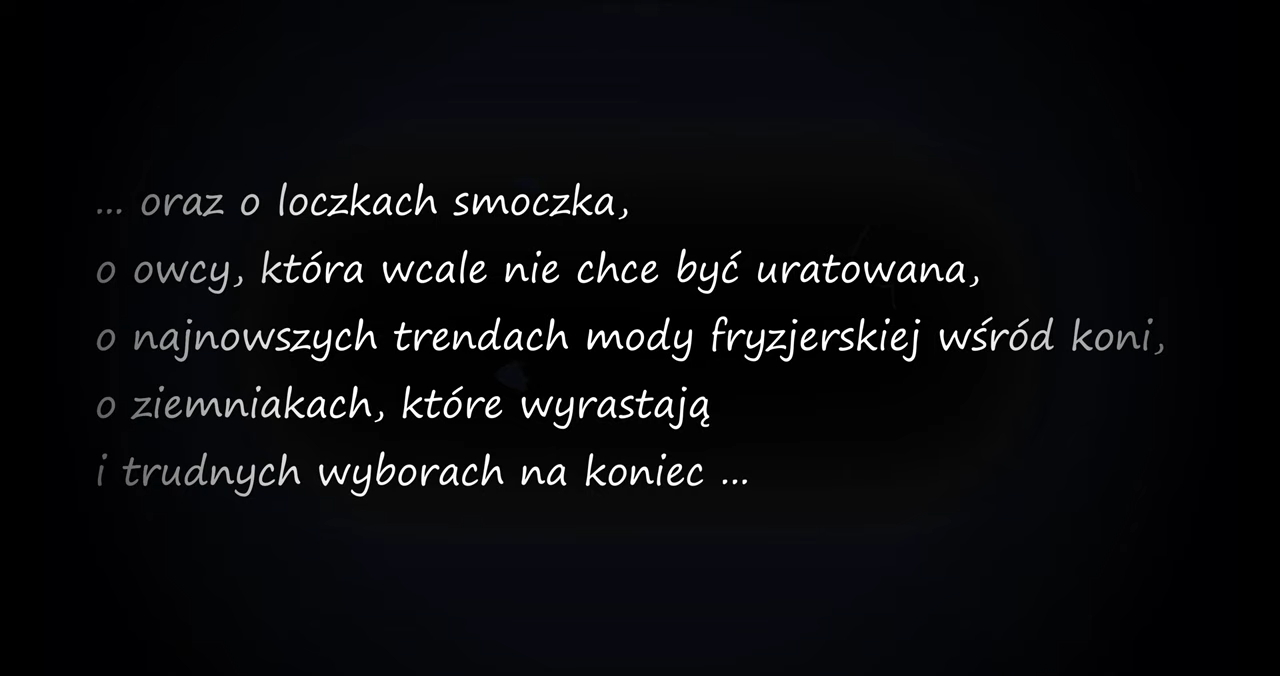 ... oraz o loczkach smoczka,
o owcy, która wcale nie chce być uratowana,
o najnowszych trendach mody fryzjerskiej wśród koni,
o ziemniakach, które wyrastają
i trudnych wyborach na koniec ...